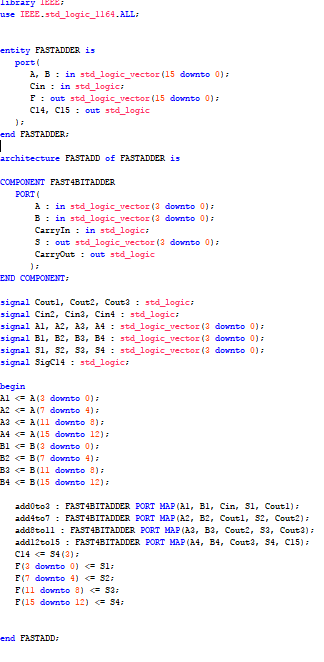 library IEEE;
use IEEE.std_logic_1164.ALL;
entity FASTADDER is
port(
A, B : in std_logic_vector(15 downto 0);
Cin : in std_logic;
F : out std_logic_vector(15 downto 0);
C14, C15 : out std_logic
);
end FASTADDER;
architecture FASTADD of FASTADDER is
COMPONENT FAST4BITADDER
PORT(
A : in std_logic_vector(3 downto 0);
B : in std_logic_vector(3 downto 0);
CarryIn : in std_logic;
S : out std_logic_vector(3 downto 0);
CarryOut : out std_logic
);
END COMPONENT;
signal Cout1, Cout2, Cout3 : std_logic;
signal Cin2, Cin3, Cin4 : std_logic;
signal A1, A2, A3, A4 : std_logic_vector(3 downto 0);
signal B1, B2, B3, B4 : std_logic_vector(3 downto 0);
signal S1, S2, S3, S4 : std_logic_vector(3 downto 0);
signal SigC14 : std_logic;
begin
A1 <= A(3 downto 0);
A2 <= A(7 downto 4);
A3 <= A(11 downto 8);
A4 <= A(15 downto 12);
B1 <= B(3 downto 0);
B2 <= B(7 downto 4);
B3 <= B(11 downto 8);
B4 <= B(15 downto 12);
add0to3 : FAST4BITADDER PORT MAP(A1, B1, Cin, S1, Cout1);
add4to7 : FAST4BITADDER PORT MAP(A2, B2, Cout1, S2, Cout2);
add8to11 : FAST4BITADDER PORT MAP(A3, B3, Cout2, S3, Cout3);
add12to15 : FAST4BITADDER PORT MAP(A4, B4, Cout3, S4, C15);
C14 <= S4(3);
F(3 downto 0) <= S1;
F(7 downto 4) <= S2;
F(11 downto 8) <= S3;
F(15 downto 12) <= S4;
end FASTADD;